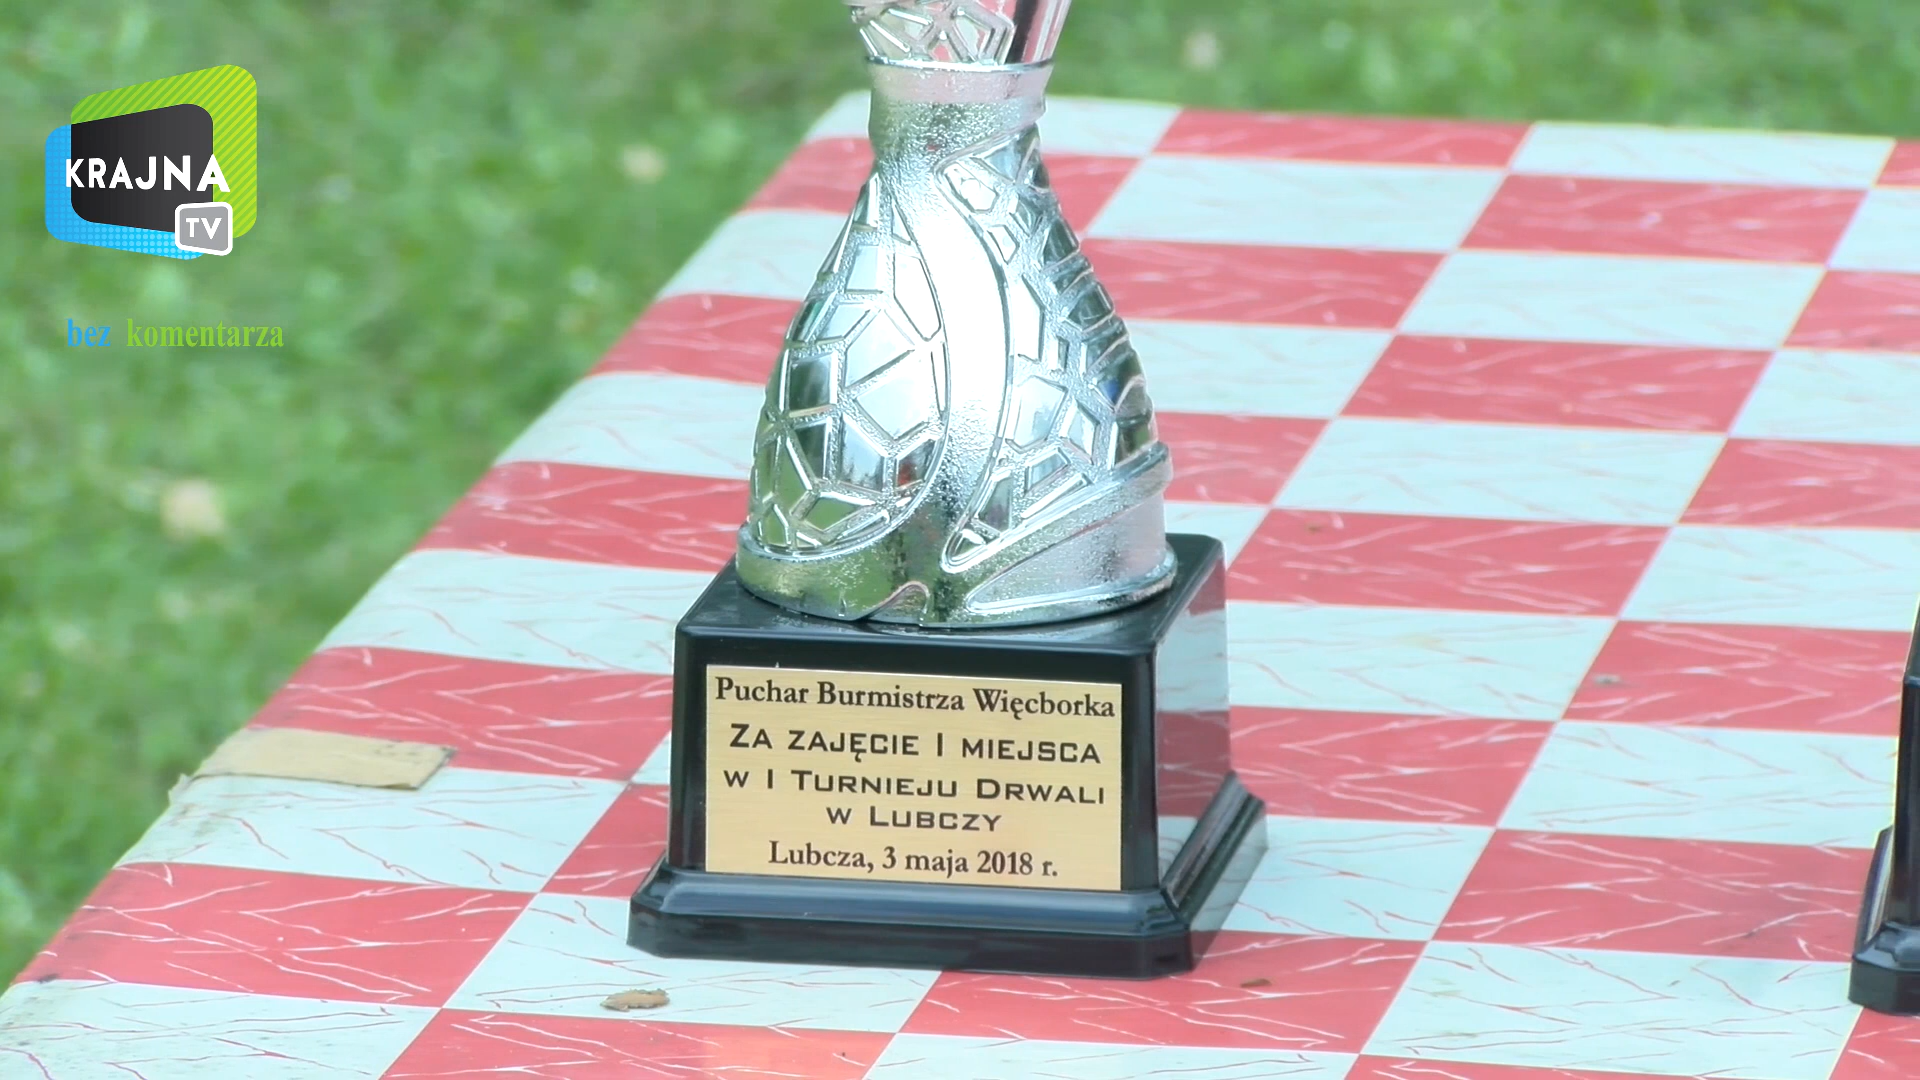 KRAJNA
TV
bez komentarza
Puchar Burmistrza Więcborka
Za zajęcie I miejsca
w I Turnieju Drwali
w Lubczy
Lubcza, 3 maja 2018 r.